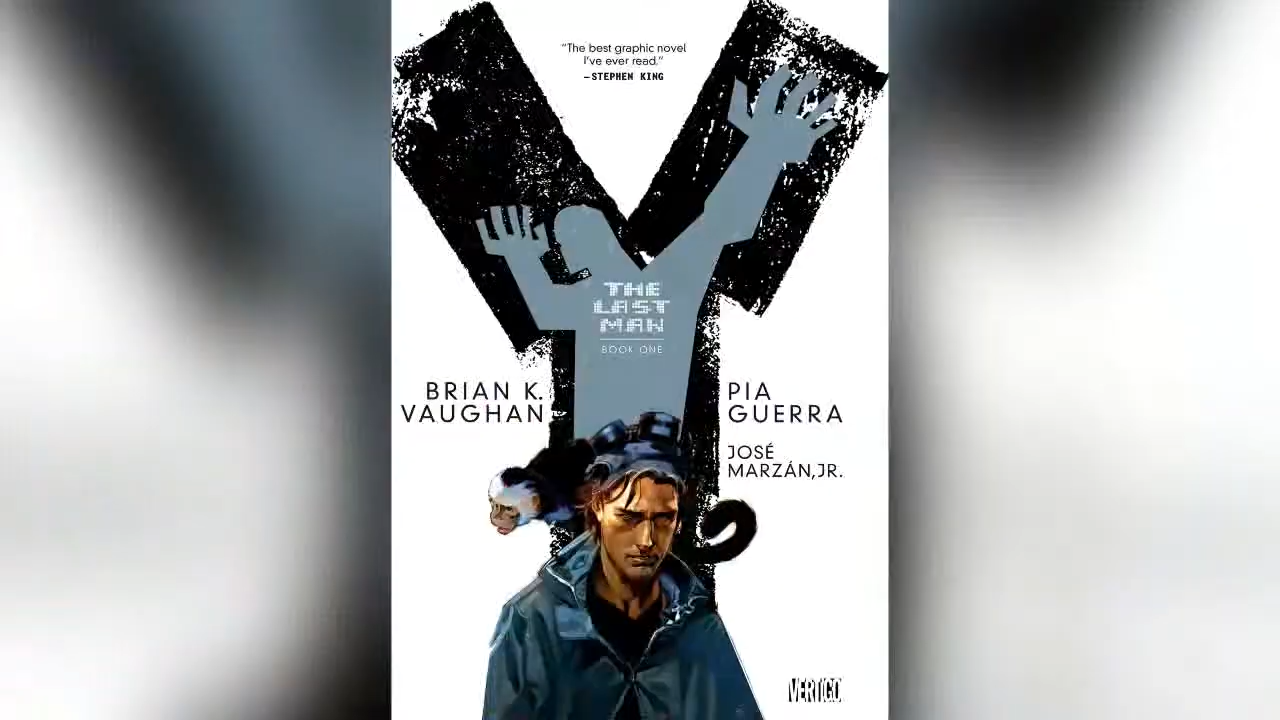 "The best graphic novel
I've ever read."
—STEPHEN KING
Y
THE
LAST
MAN
BOOK ONE
BRIAN K.
VAUGHAN
PIA
GUERRA
JOSÉ
MARZÁN, JR.
VERTIGO